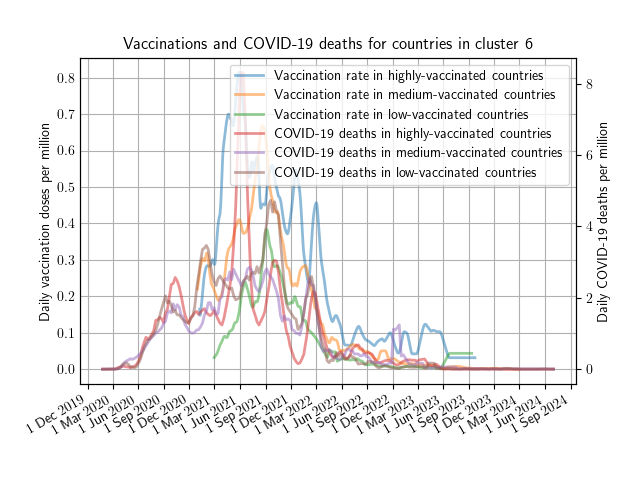 Vaccinations and COVID-19 deaths for countries in cluster 6
Vaccination rate in highly-vaccinated countries
Vaccination rate in medium-vaccinated countries
Vaccination rate in low-vaccinated countries
COVID-19 deaths in highly-vaccinated countries
COVID-19 deaths in medium-vaccinated countries
COVID-19 deaths in low-vaccinated countries
Daily vaccination doses per million
0.8
0.7
0.6
0.5
0.4
0.3
0.2
0.1
0.0
8
6
4
2
0
Daily COVID-19 deaths per million
1 Dec 2019
1 Mar 2020
1 Jun 2020
1 Sep 2020
1 Dec 2020
1 Mar 2021
1 Jun 2021
1 Sep 2021
1 Dec 2021
1 Mar 2022
1 Jun 2022
1 Sep 2022
1 Dec 2022
1 Mar 2023
1 Jun 2023
1 Sep 2023
1 Dec 2023
1 Mar 2024
1 Jun 2024
1 Sep 2024